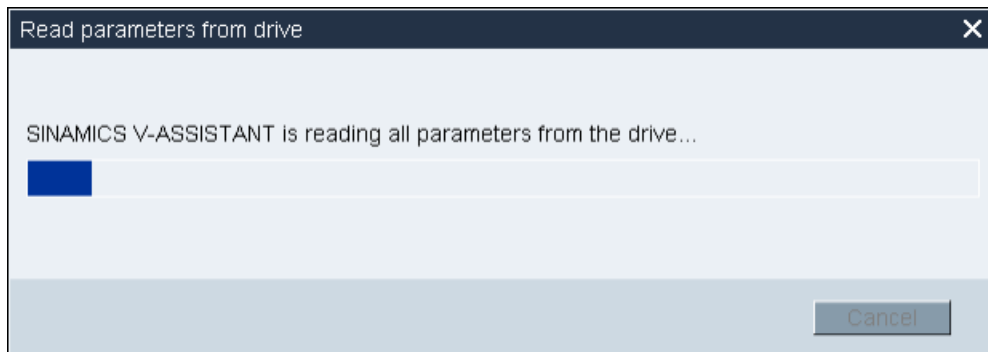 Read parameters from drive
SINAMICS V-ASSISTANT is reading all parameters from the drive...
Cancel